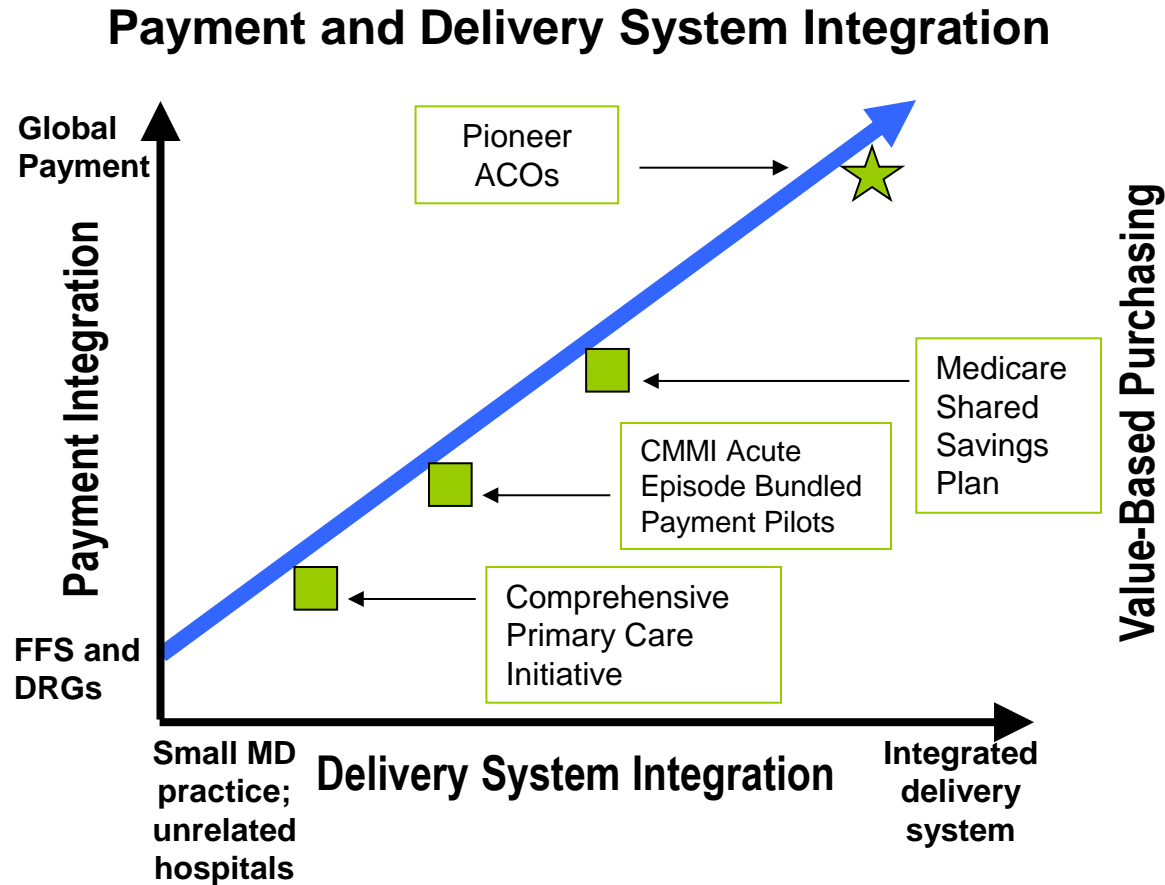 Payment and Delivery System Integration
Global
Payment
Pioneer
ACOs
Payment Integration
Value-Based Purchasing
Medicare
Shared
Savings
Plan
CMMI Acute
Episode Bundled
Payment Pilots
Comprehensive
Primary Care
Initiative
FFS and
DRGs
Small MD
practice;
unrelated
hospitals
Delivery System Integration
Integrated
delivery
system